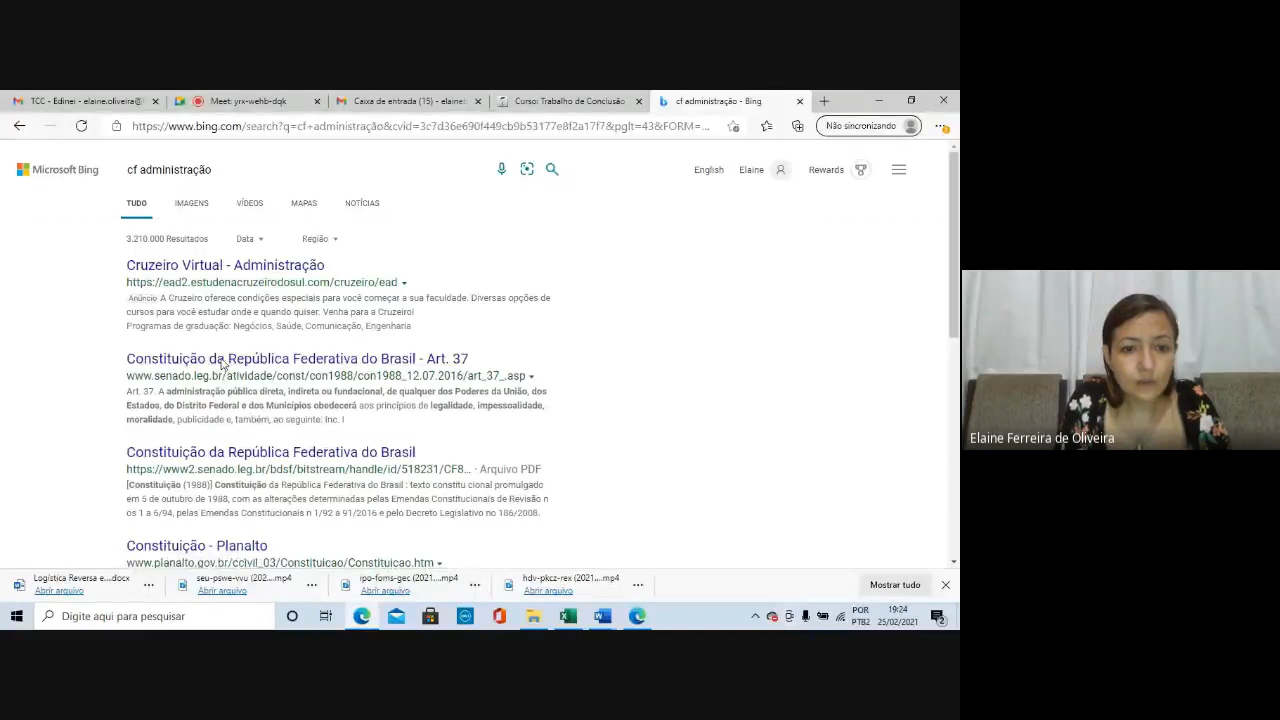 TCC - Edinei - elaine.oliveira@
Meet: yrx-wehb-dqk
Caixa de entrada (15) - elaine
Curso: Trabalho de Conclusão
cf administração - Bing
https://www.bing.com/search?q=cf+administração&cvid=3c7d36e690f449cb9b53177e8f2a17f7&pglt=43&FORM=...
Não sincronizando
Microsoft Bing
cf administração
English
Elaine
Rewards
TUDO
IMAGENS
VÍDEOS
MAPAS
NOTÍCIAS
3.210.000 Resultados
Data
Região
Cruzeiro Virtual - Administração
https://ead2.estudenacruzeirodosul.com/cruzeiro/ead
Anúncio A Cruzeiro oferece condições especiais para você começar a sua faculdade. Diversas opções de
cursos para você estudar onde e quando quiser. Venha para a Cruzeiro!
Programas de graduação: Negócios, Saúde, Comunicação, Engenharia
Constituição da República Federativa do Brasil - Art. 37
www.senado.leg.br/atividade/const/con1988/con1988_12.07.2016/art_37_.asp
Art. 37. A administração pública direta, indireta ou fundacional, de qualquer dos Poderes da União, dos
Estados, do Distrito Federal e dos Municípios obedecerá aos princípios de legalidade, impessoalidade,
moralidade, publicidade e, também, ao seguinte: Inc. I
Constituição da República Federativa do Brasil
https://www2.senado.leg.br/bdsf/bitstream/handle/id/518231/CF8... · Arquivo PDF
[Constituição (1988)] Constituição da República Federativa do Brasil : texto constitu cional promulgado
em 5 de outubro de 1988, com as alterações determinadas pelas Emendas Constitucionais de Revisão n
os 1 a 6/94, pelas Emendas Constitucionais n 1/92 a 91/2016 e pelo Decreto Legislativo no 186/2008.
Constituição - Planalto
www.planalto.gov.br/ccivil_03/Constituicao/Constituicao.htm
Elaine Ferreira de Oliveira
Logística Reversa e....docx
Abrir arquivo
seu-pswe-vvu (202....mp4
Abrir arquivo
ipo-foms-gec (2021....mp4
Abrir arquivo
hdv-pkcz-rex (2021....mp4
Abrir arquivo
Mostrar tudo
Digite aqui para pesquisar
POR
PTB2
19:24
25/02/2021
2